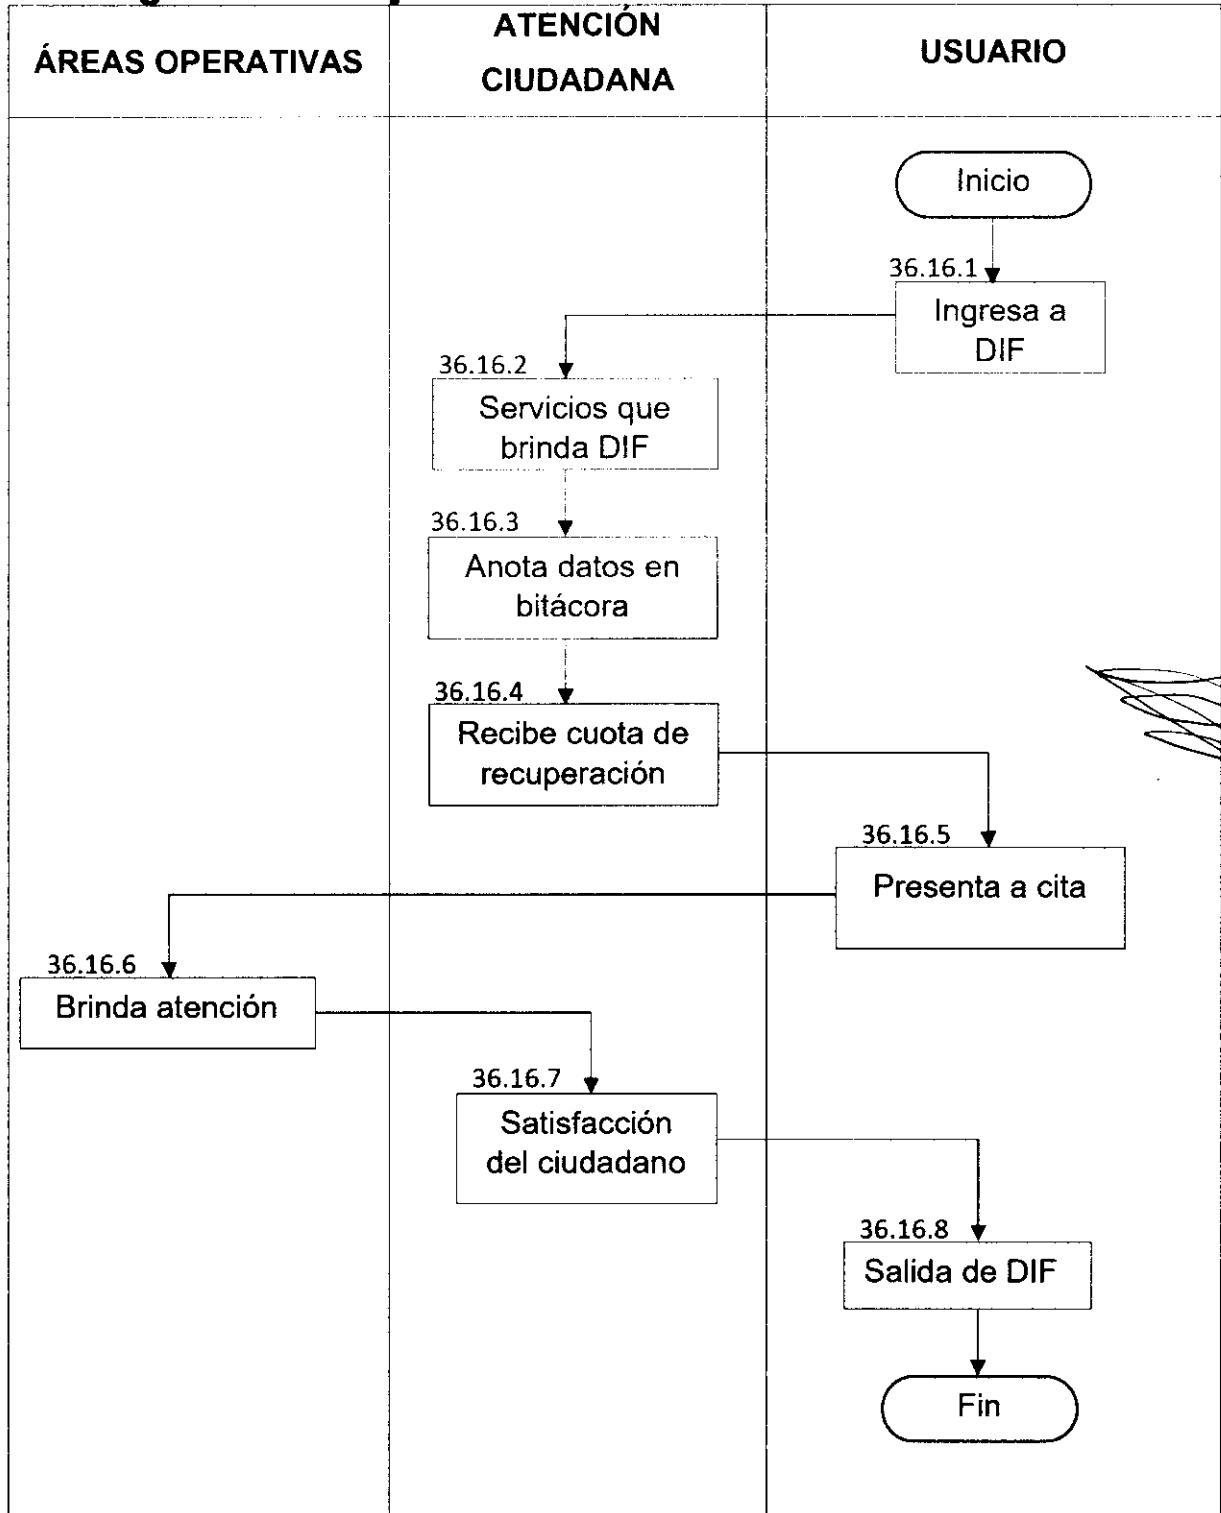 ÁREAS OPERATIVAS
ATENCIÓN
CIUDADANA
USUARIO
Inicio
36.16.1
Ingresa a
DIF
36.16.2
Servicios que
brinda DIF
36.16.3
Anota datos en
bitácora
36.16.4
Recibe cuota de
recuperación
36.16.5
Presenta a cita
36.16.6
Brinda atención
36.16.7
Satisfacción
del ciudadano
36.16.8
Salida de DIF
Fin